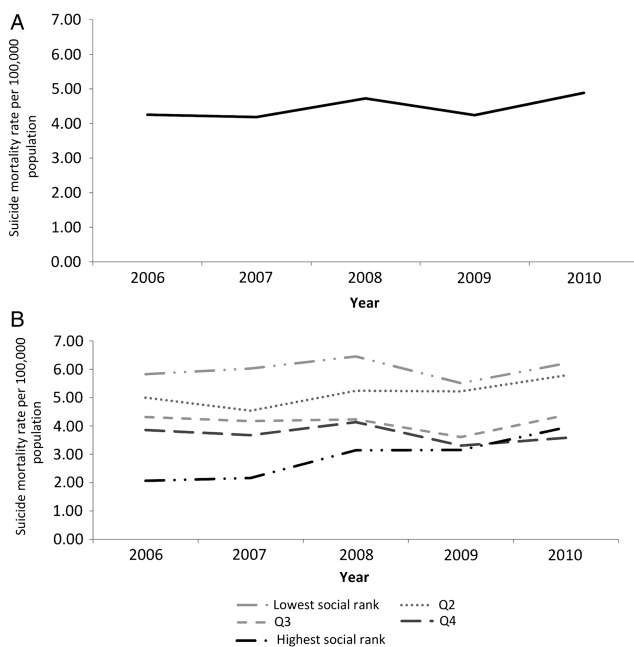 A
Suicide mortality rate per 100,000
population
7.00
6.00
5.00
4.00
3.00
2.00
1.00
0.00
2006 2007 2008 2009 2010
Year
B
Suicide mortality rate per 100,000
population
7.00
6.00
5.00
4.00
3.00
2.00
1.00
0.00
2006 2007 2008 2009 2010
Year
Lowest social rank Q2
Q3 Q4
Highest social rank